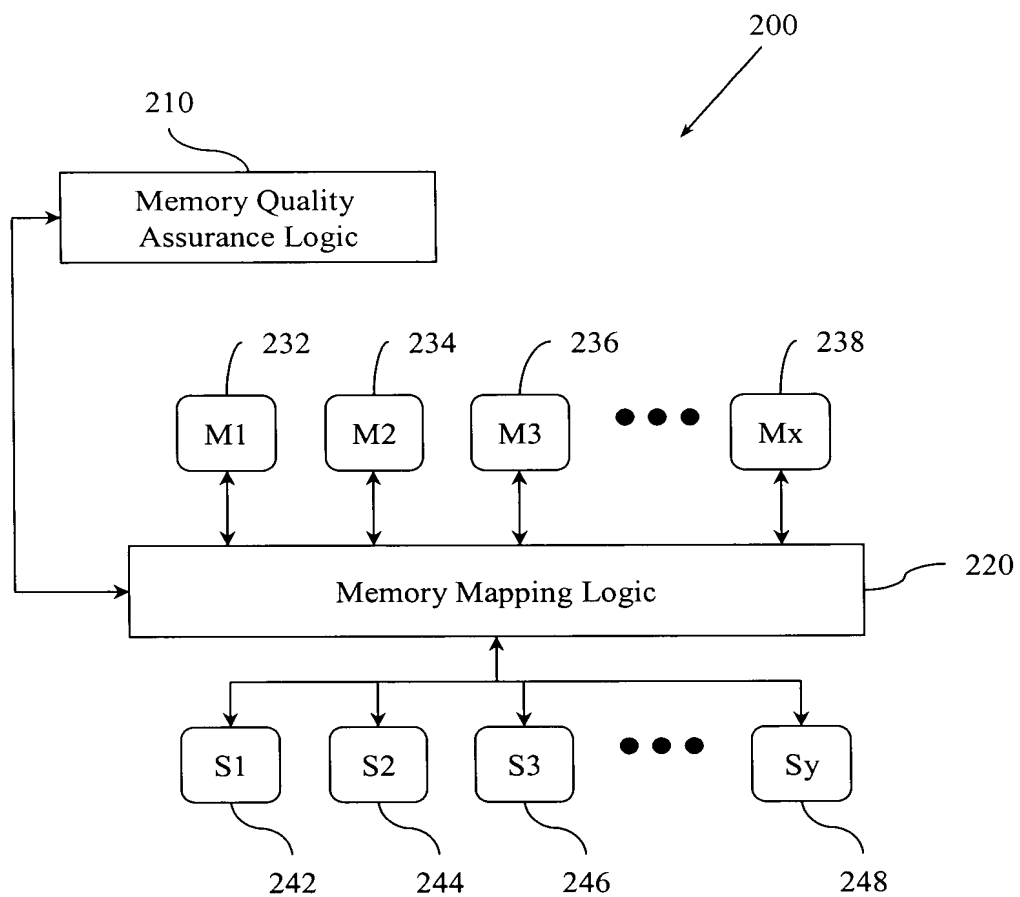 200
210
Memory Quality
Assurance Logic
232
234
236
238
M1
M2
M3
Mx
Memory Mapping Logic
220
S1
S2
S3
Sy
242
244
246
248